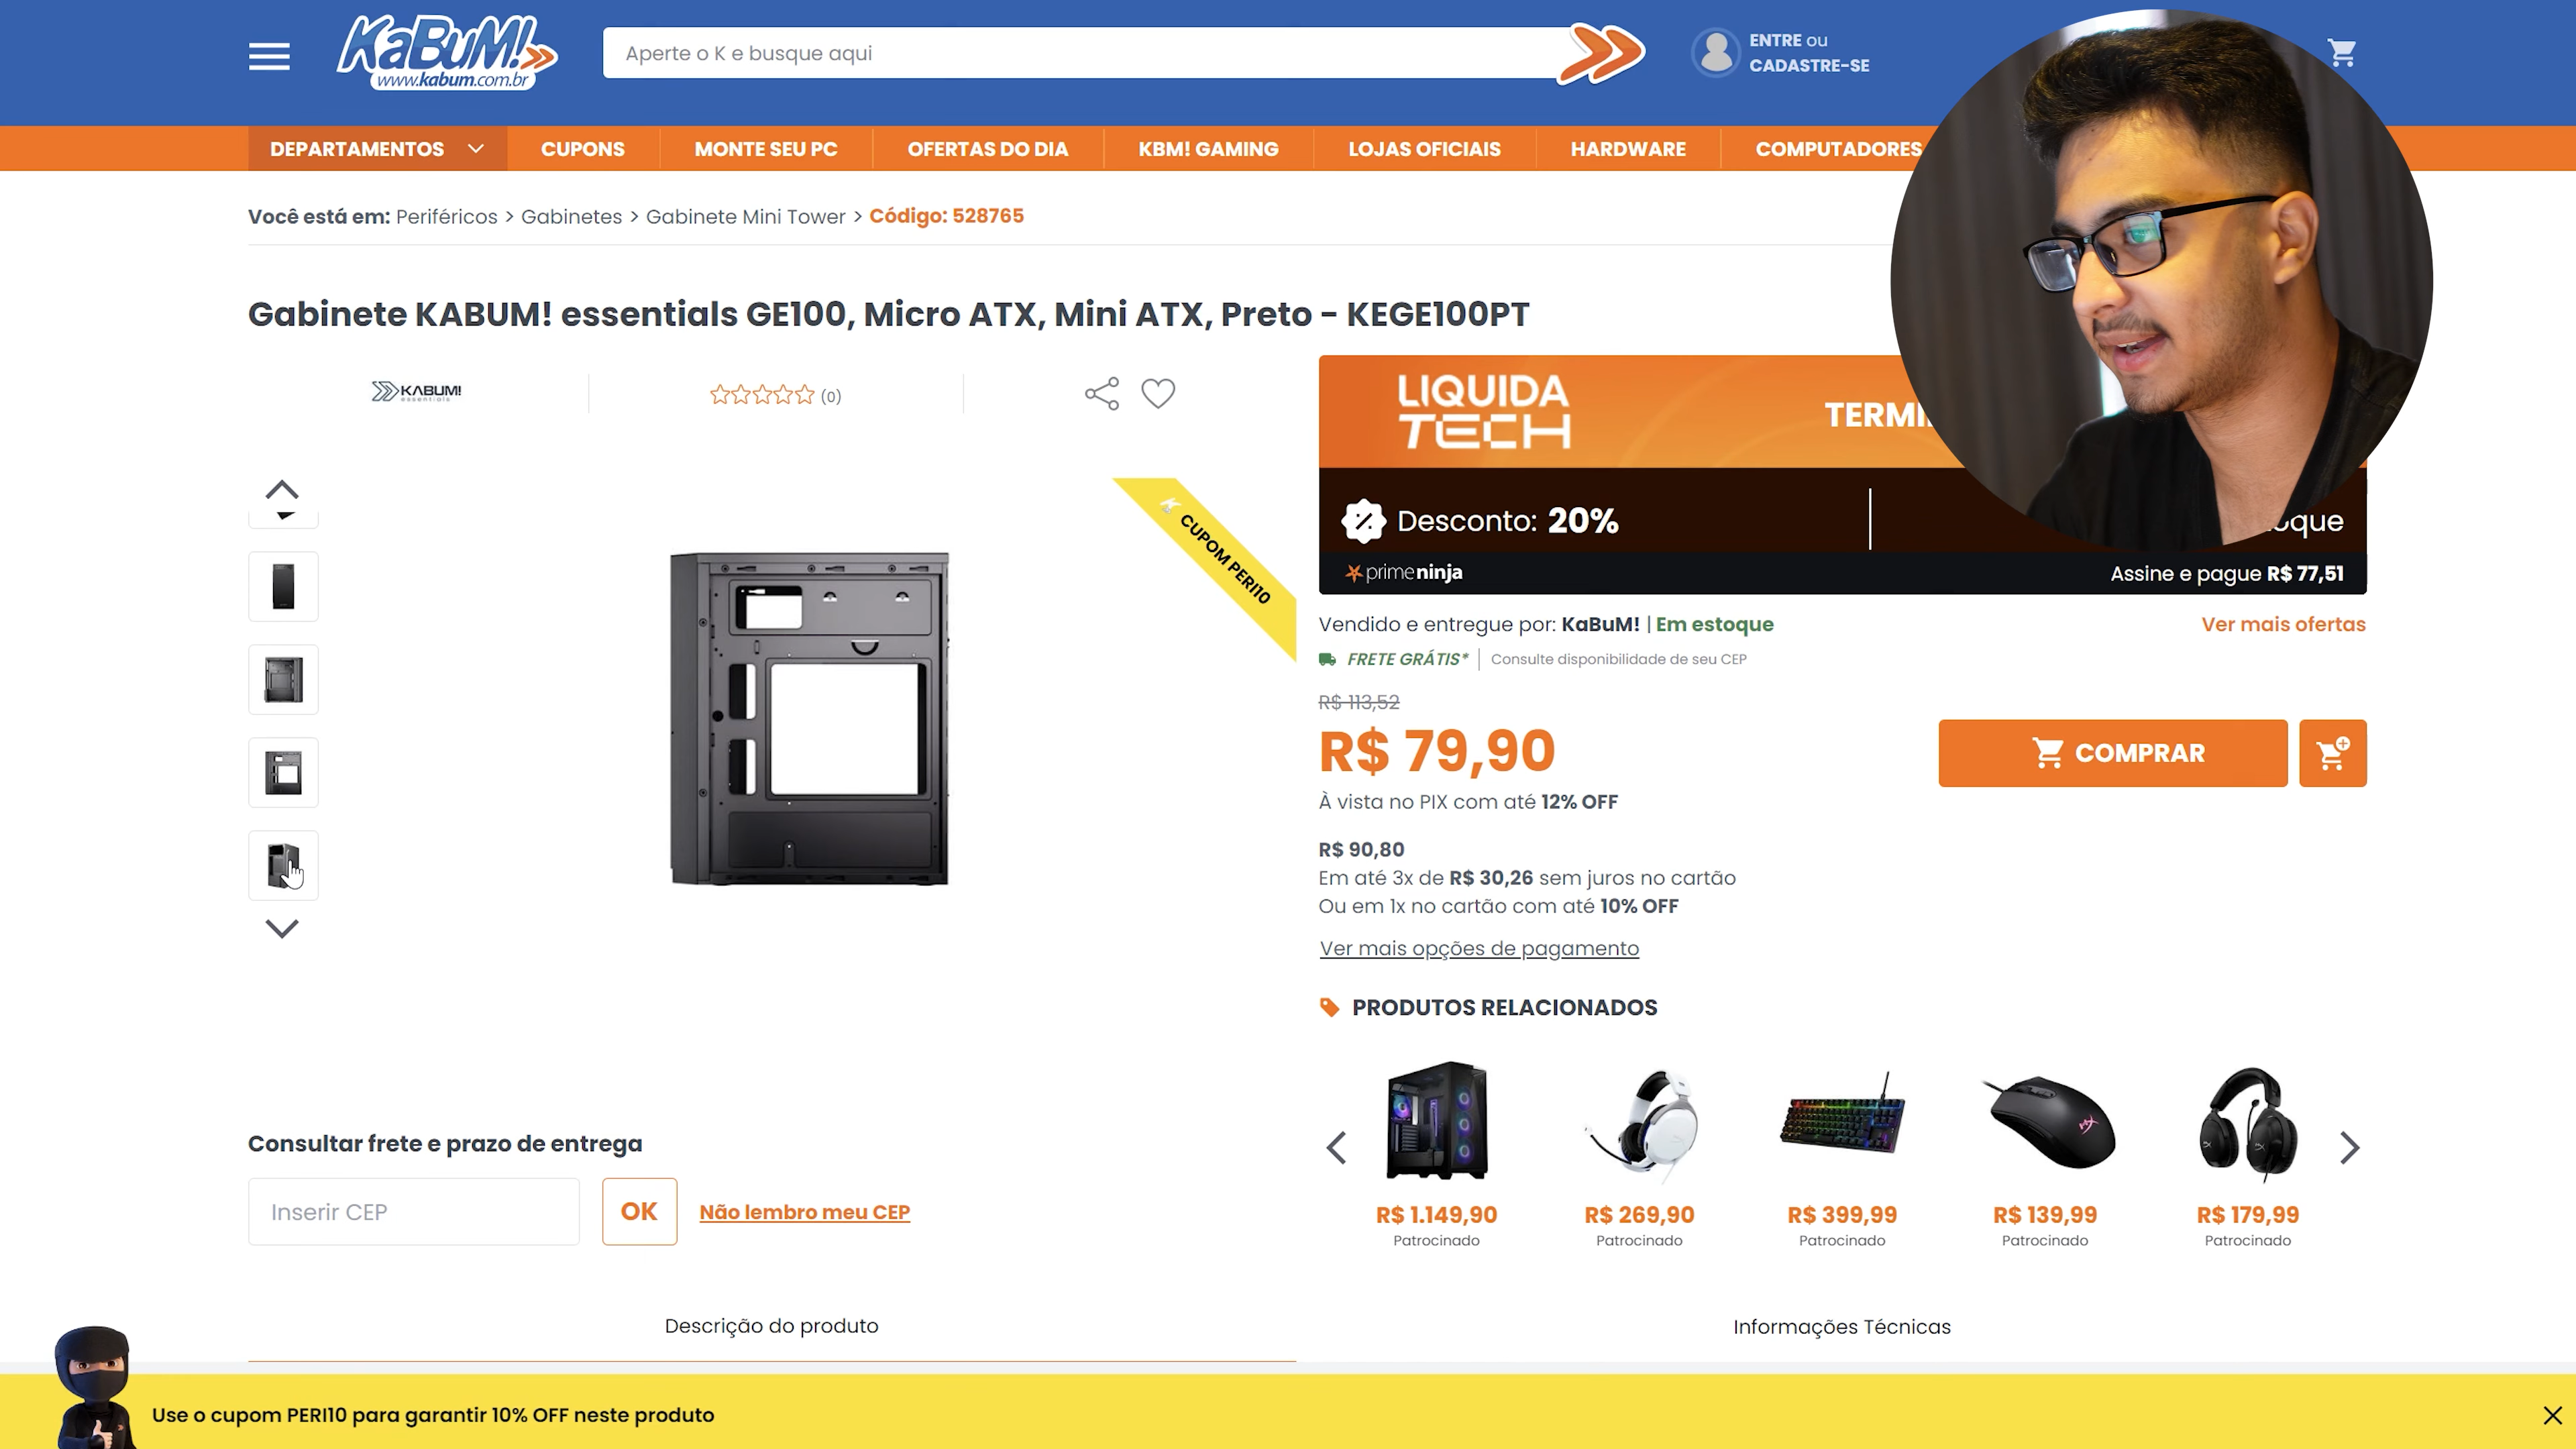 KaBuM!
www.kabum.com.br
Aperte o K e busque aqui
ENTRE ou
CADASTRE-SE
DEPARTAMENTOS
CUPONS
MONTE SEU PC
OFERTAS DO DIA
KBM! GAMING
LOJAS OFICIAIS
HARDWARE
COMPUTADORES
Você está em: Periféricos > Gabinetes > Gabinete Mini Tower > Código: 528765
Gabinete KABUM! essentials GE100, Micro ATX, Mini ATX, Preto - KEGE100PT
KABUM!
essentials
(0)
CUPOM PERI10
LIQUIDA
TECH
Desconto: 20%
primeninja
Assine e pague R$ 77,51
Vendido e entregue por: KaBuM! | Em estoque
Ver mais ofertas
FRETE GRÁTIS* | Consulte disponibilidade de seu CEP
R$ 113,52
R$ 79,90
COMPRAR
À vista no PIX com até 12% OFF
R$ 90,80
Em até 3x de R$ 30,26 sem juros no cartão
Ou em 1x no cartão com até 10% OFF
Ver mais opções de pagamento
PRODUTOS RELACIONADOS
R$ 1.149,90
Patrocinado
R$ 269,90
Patrocinado
R$ 399,99
Patrocinado
R$ 139,99
Patrocinado
R$ 179,99
Patrocinado
Consultar frete e prazo de entrega
Inserir CEP
OK
Não lembro meu CEP
Descrição do produto
Informações Técnicas
Use o cupom PERI10 para garantir 10% OFF neste produto